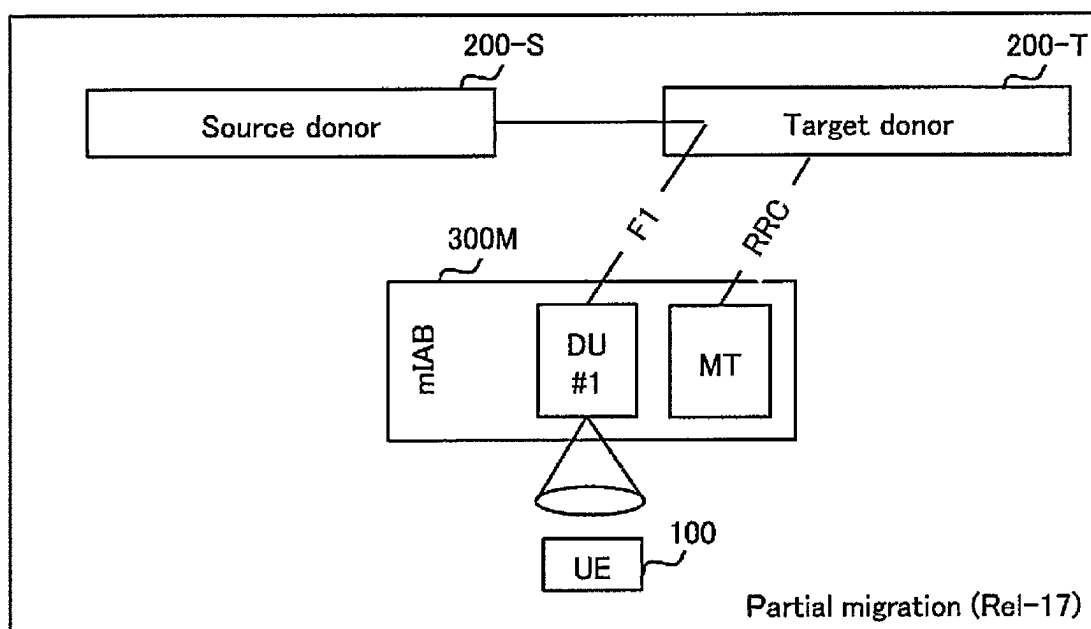 200-S
200-T
Source donor
Target donor
F1
RRC
300M
mIAB
DU
#1
MT
100
UE
Partial migration (Rel-17)